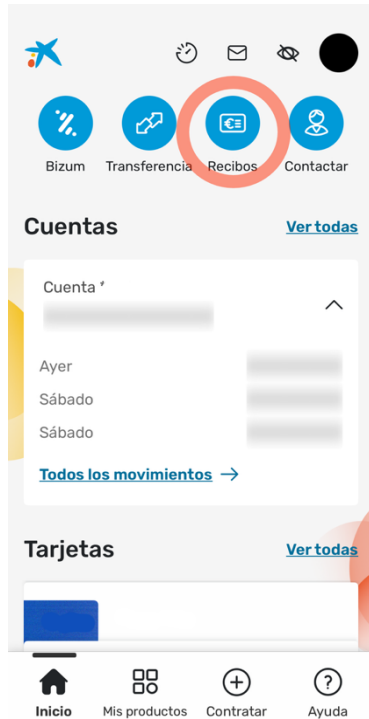 Bizum Transferencia Recibos Contactar
Cuentas Ver todas
Cuenta *
Ayer
Sábado
Sábado
Todos los movimientos →
Tarjetas Ver todas
Inicio Mis productos Contratar Ayuda